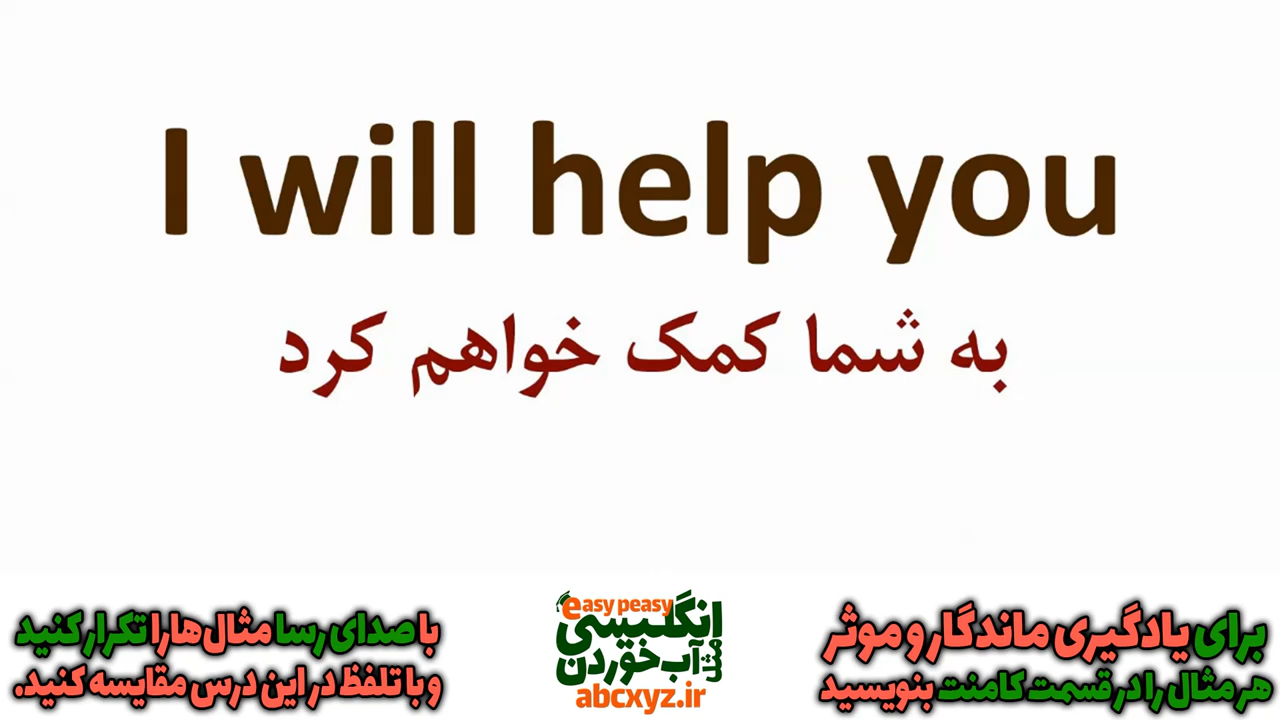 I will help you
به شما کمک خواهم کرد
برای یادگیری ماندگار و موثر
هر مثال را در قسمت کامنت بنویسید
easy peasy
انگلیسی
مثل آب خوردن
abcxyz.ir
با صدای رسا مثال‌ها را تکرار کنید
و با تلفظ در این درس مقایسه کنید.